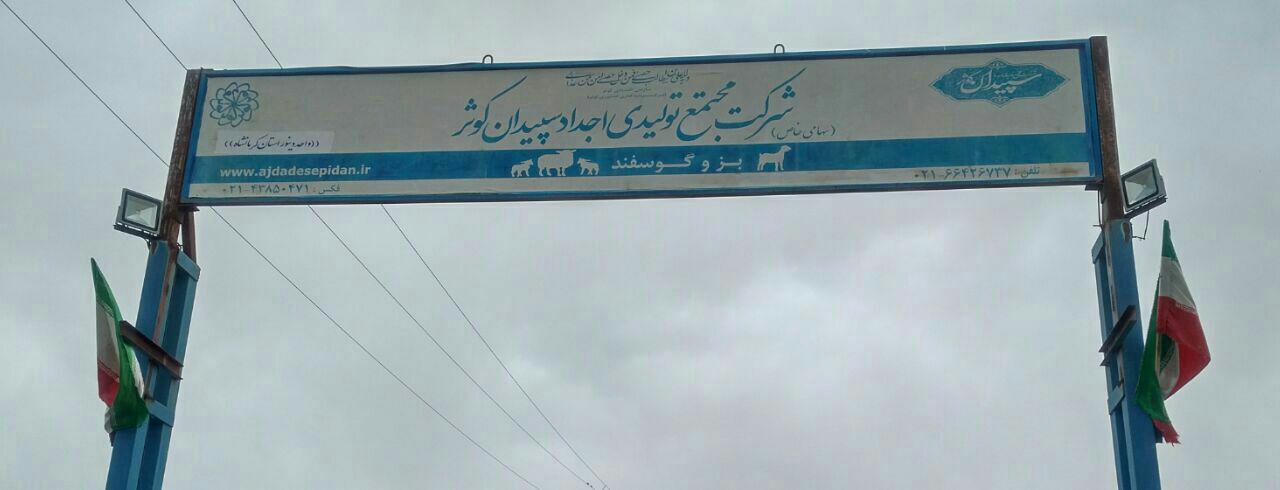 سپیدان کوثر
شرکت مجتمع تولیدی اجداد سپیدان کوثر
(سهامی خاص)
((واحد دینور استان کرمانشاه))
بز و گوسفند
www.ajdadesepidan.ir
تلفن: ۰۲۱-۶۶۴۲۶۷۳۷
فکس: ۰۲۱-۴۳۸۵۰۴۷۱